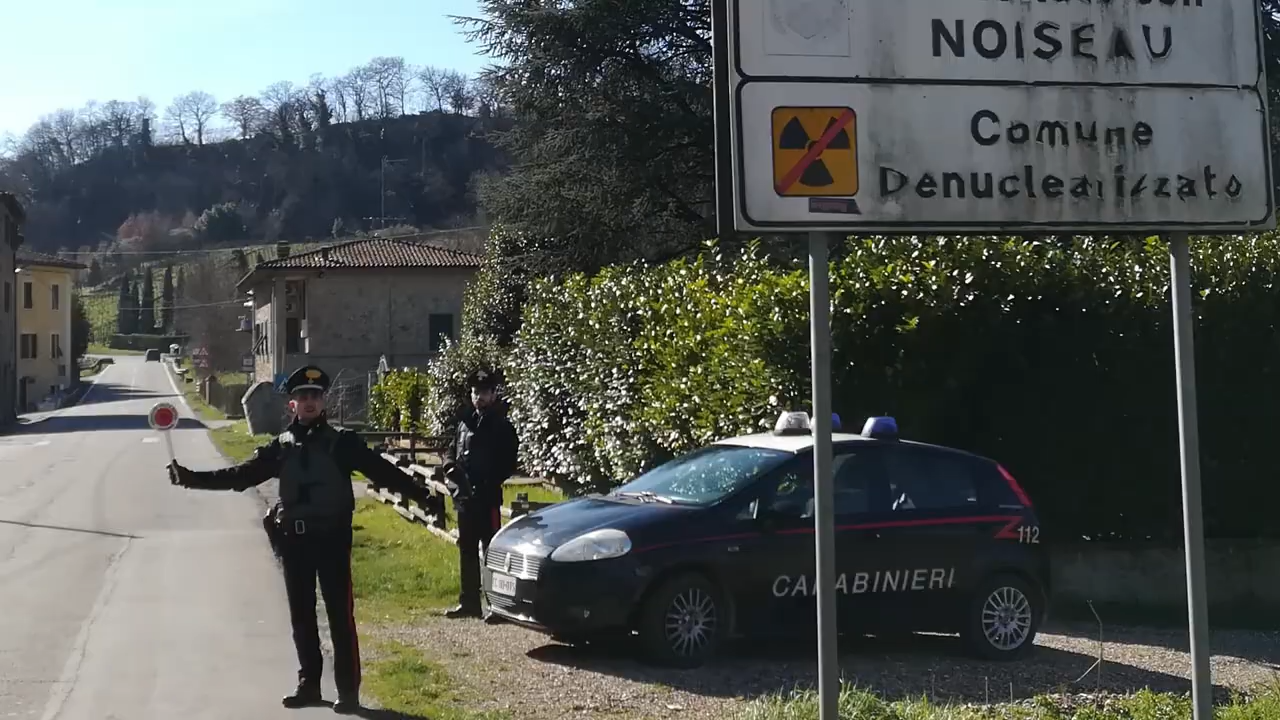 NOISEAU
Comune
Denuclearizzato
CARABINIERI
112